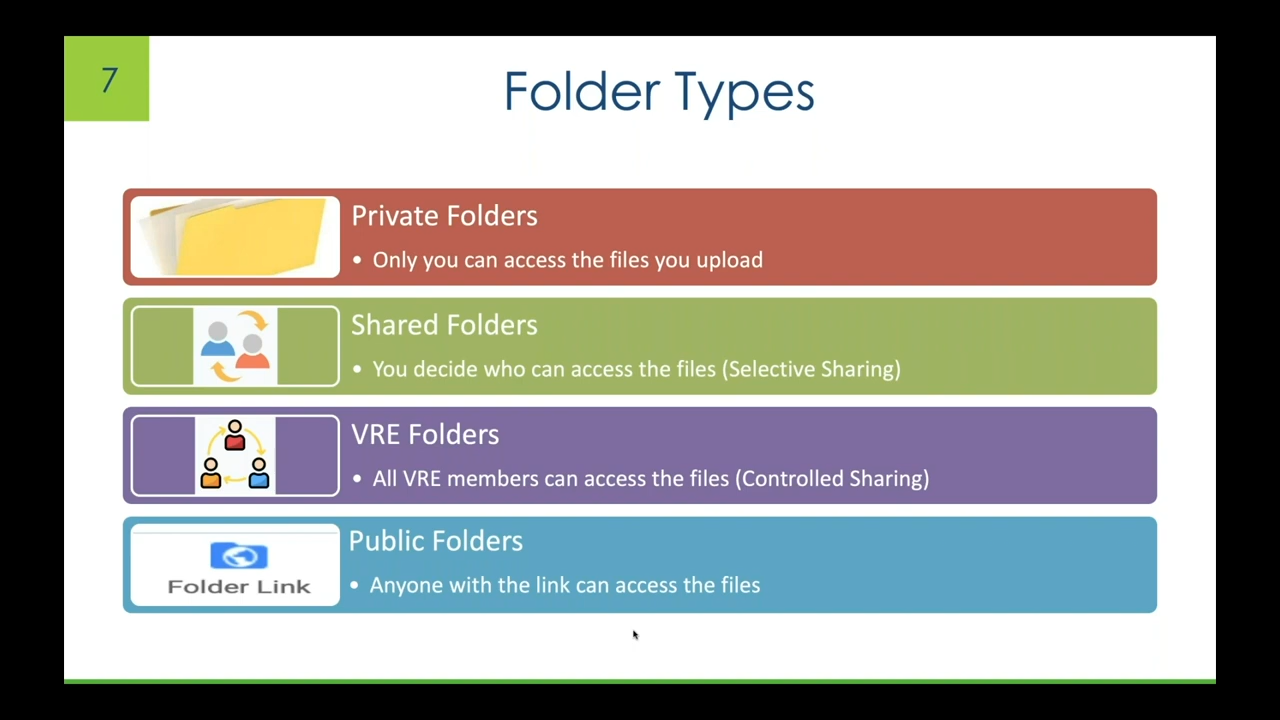 7
Folder Types
Private Folders
• Only you can access the files you upload
Shared Folders
• You decide who can access the files (Selective Sharing)
VRE Folders
• All VRE members can access the files (Controlled Sharing)
Public Folders
Folder Link
• Anyone with the link can access the files